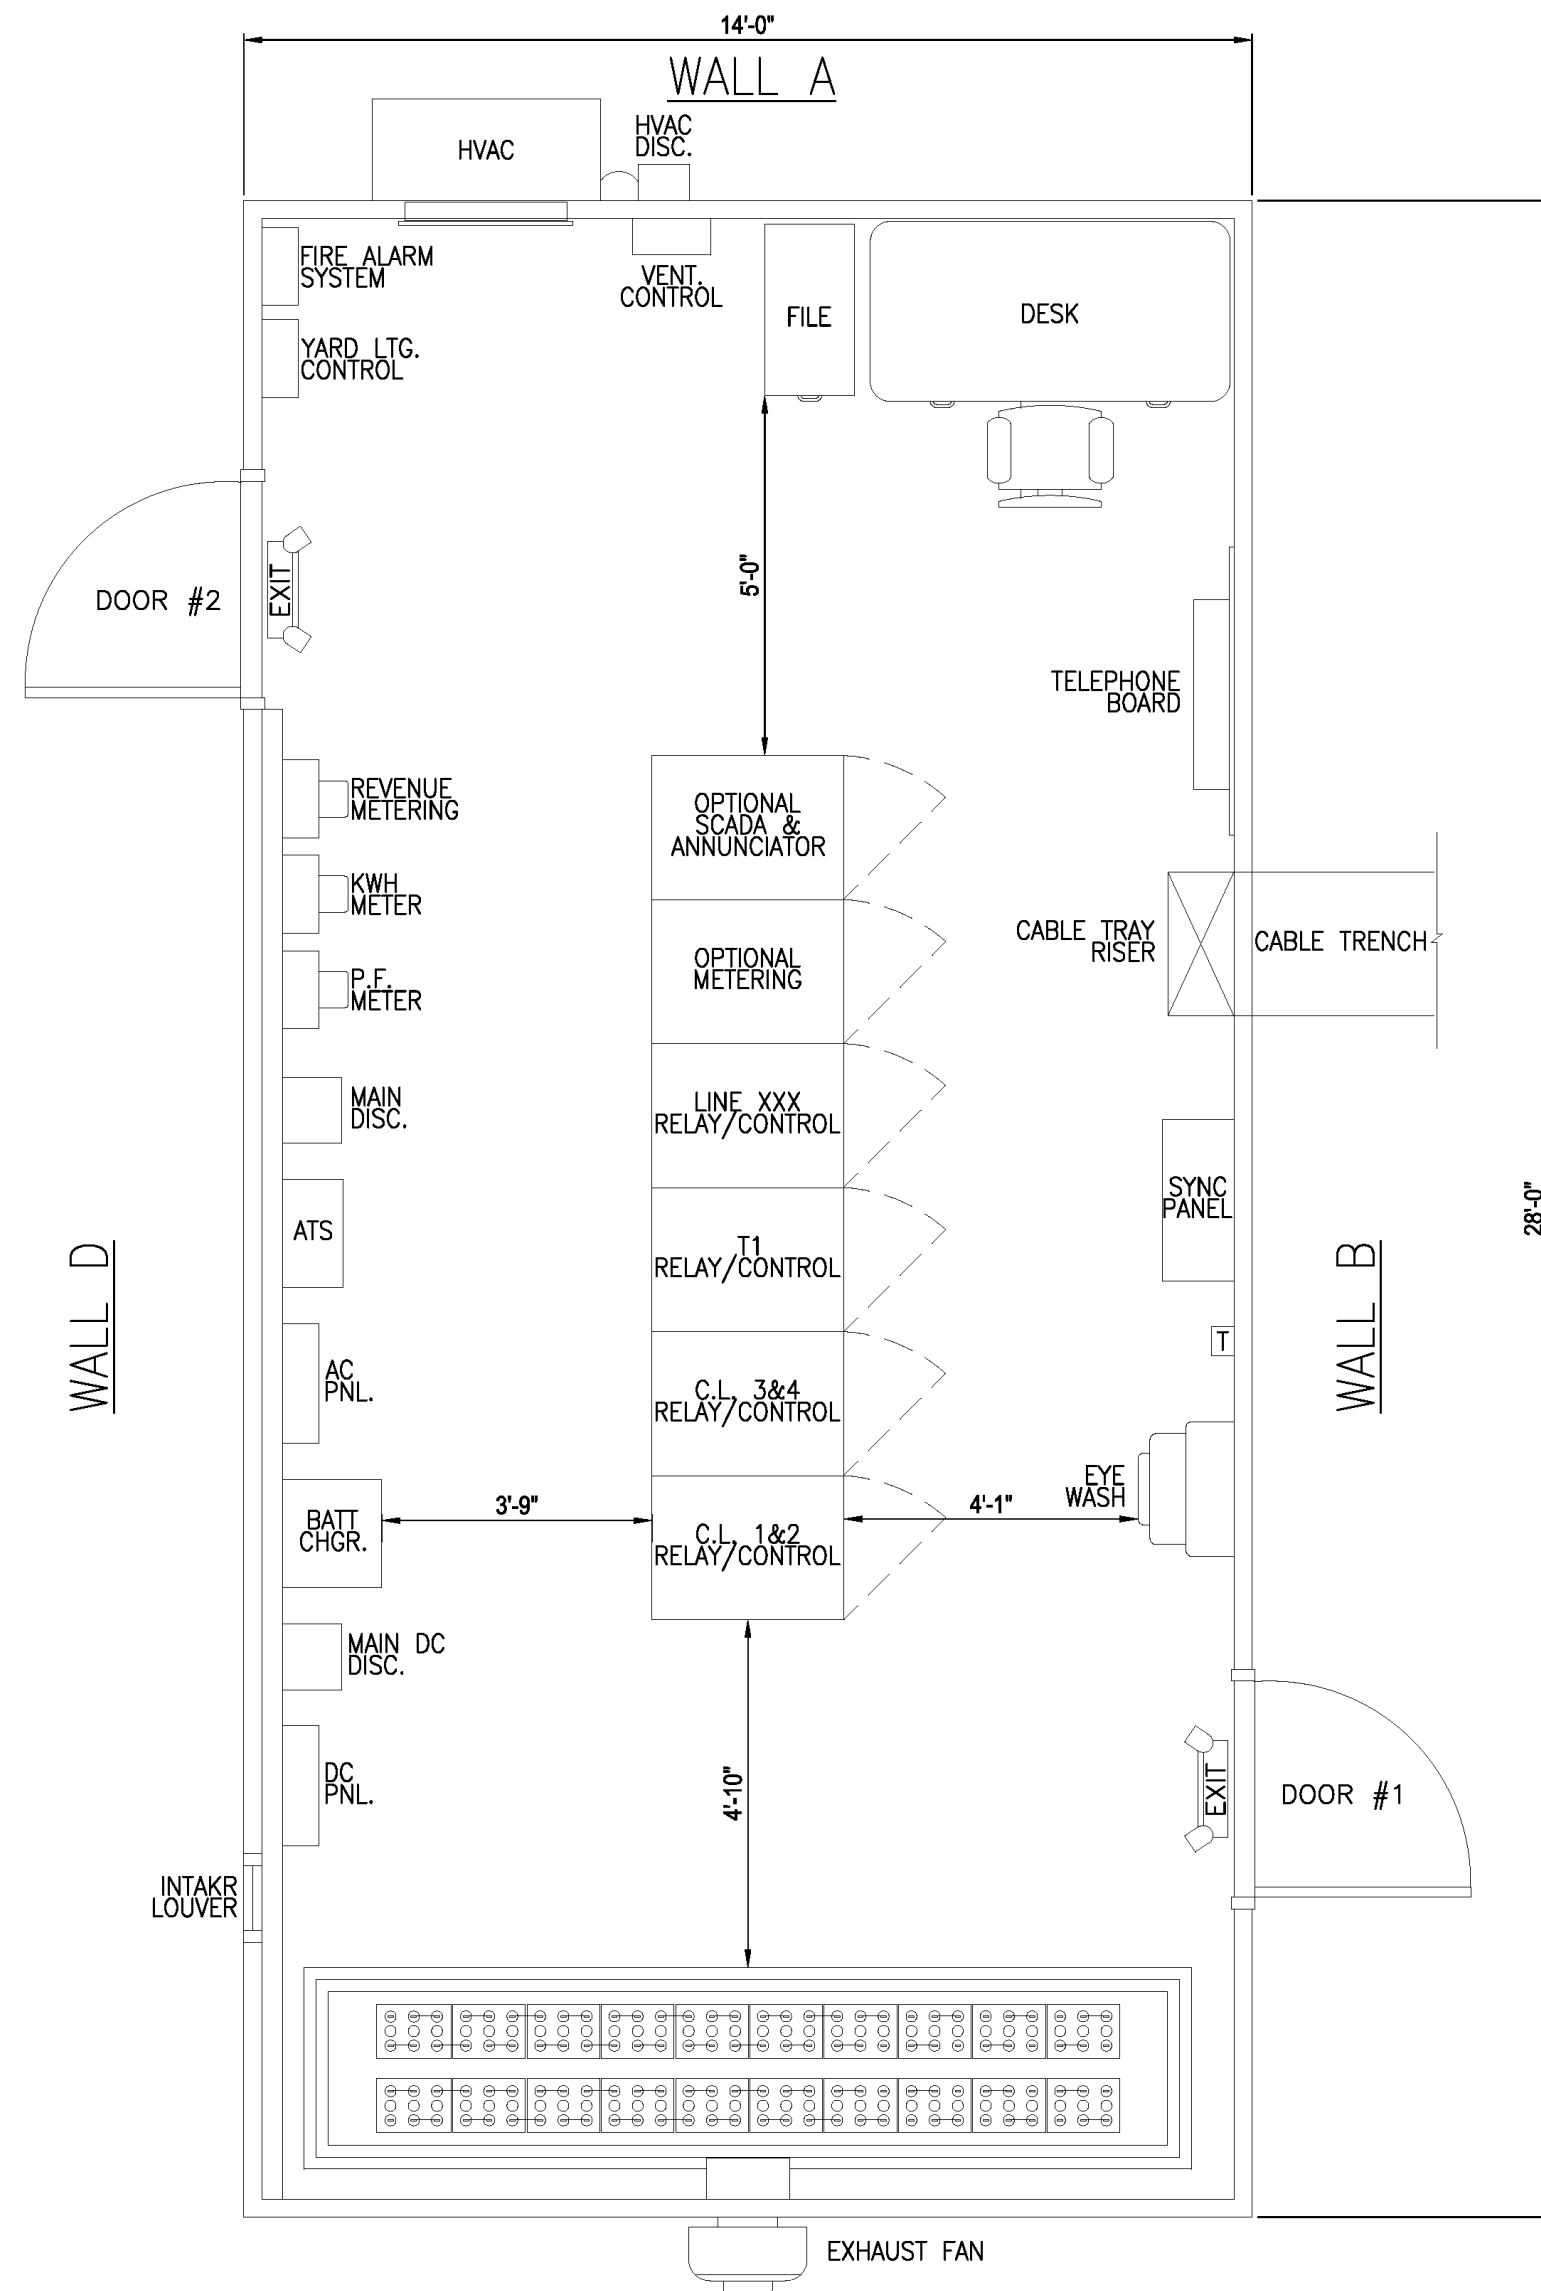 14'-0"
WALL A
HVAC
HVAC
DISC.
FIRE ALARM
SYSTEM
VENT.
CONTROL
FILE
DESK
YARD LTG.
CONTROL
DOOR #2
EXIT
5'-0"
TELEPHONE
BOARD
REVENUE
METERING
OPTIONAL
SCADA &
ANNUNCIATOR
KWH
METER
CABLE TRAY
RISER
CABLE TRENCH
P.F.
METER
OPTIONAL
METERING
MAIN
DISC.
LINE XXX
RELAY/CONTROL
SYNC
PANEL
28'-0"
ATS
T1
RELAY/CONTROL
WALL D
WALL B
T
AC
PNL.
C.L. 3&4
RELAY/CONTROL
BATT
CHGR.
3'-9"
C.L. 1&2
RELAY/CONTROL
4'-1"
EYE
WASH
MAIN DC
DISC.
DC
PNL.
4'-10"
EXIT
DOOR #1
INTAKR
LOUVER
EXHAUST FAN